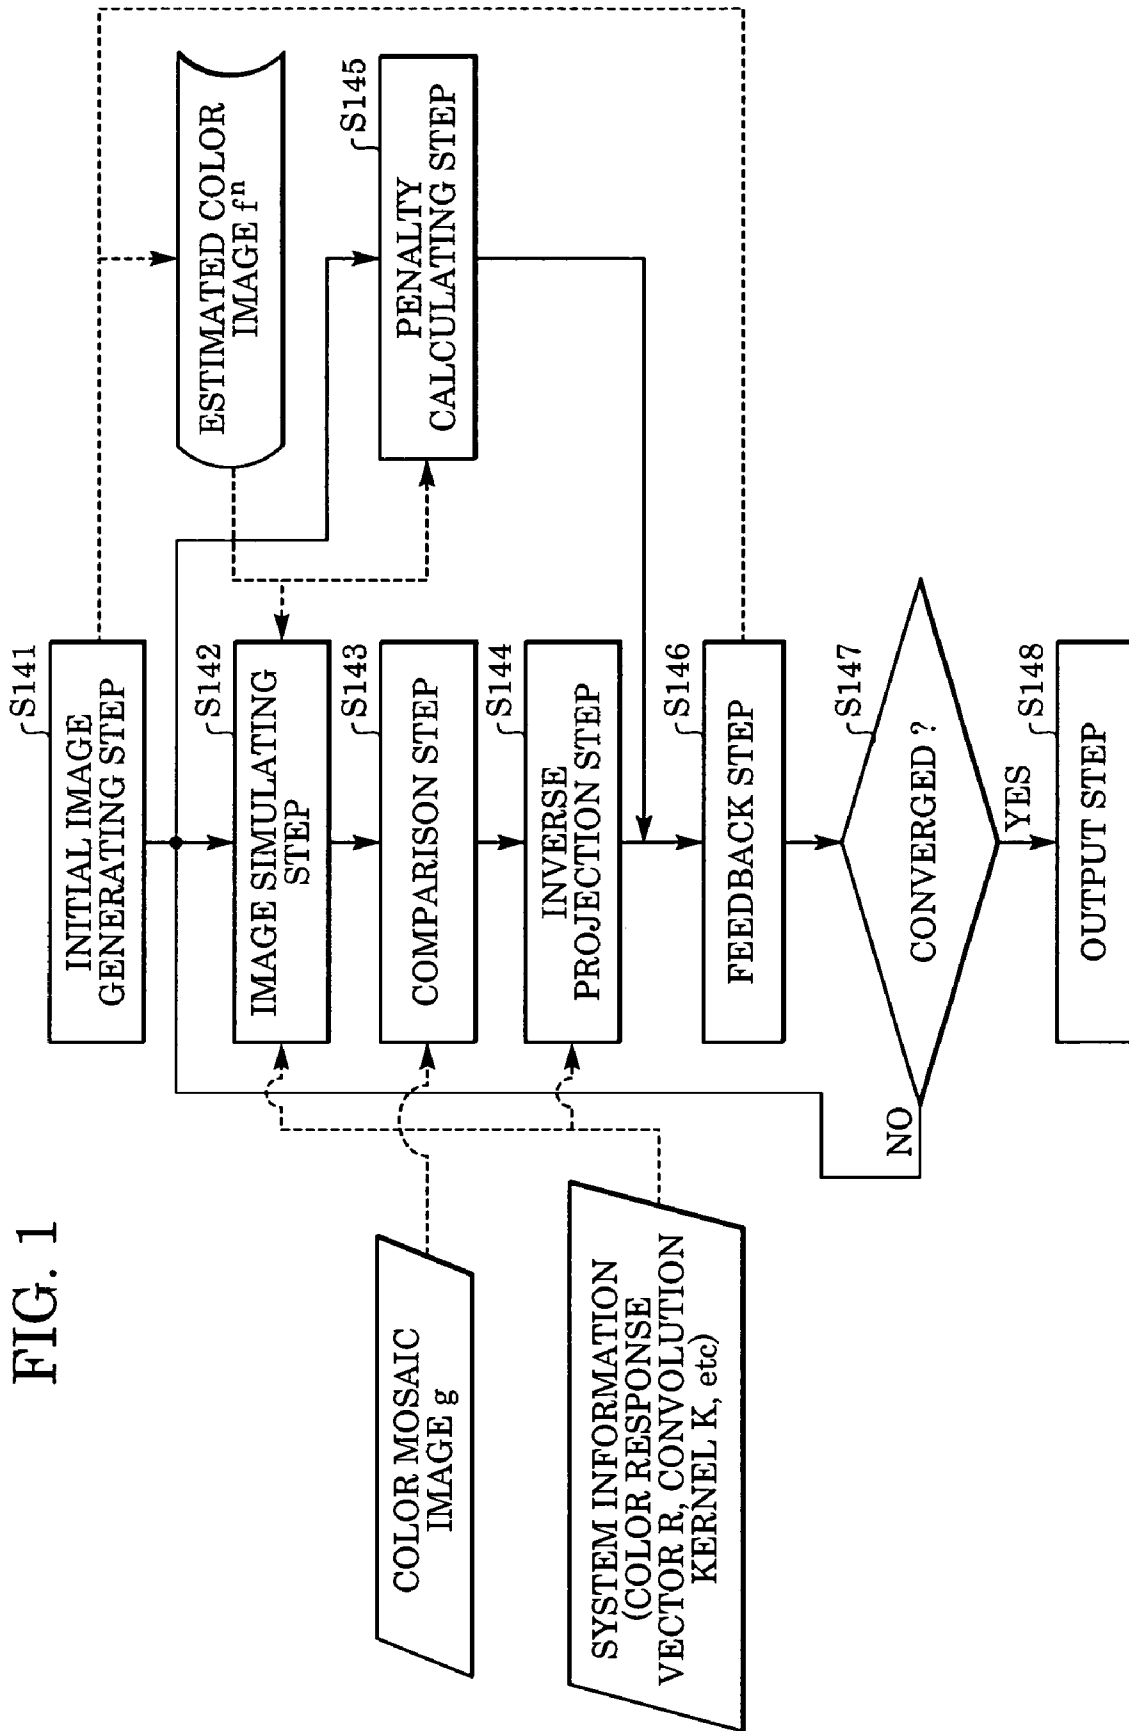 FIG. 1
INITIAL IMAGE
GENERATING STEP
S141
IMAGE SIMULATING
STEP
S142
COMPARISON STEP
S143
INVERSE
PROJECTION STEP
S144
FEEDBACK STEP
S146
CONVERGED ?
S147
NO
YES
OUTPUT STEP
S148
ESTIMATED COLOR
IMAGE fⁿ
PENALTY
CALCULATING STEP
S145
COLOR MOSAIC
IMAGE g
SYSTEM INFORMATION
(COLOR RESPONSE
VECTOR R, CONVOLUTION
KERNEL K, etc)